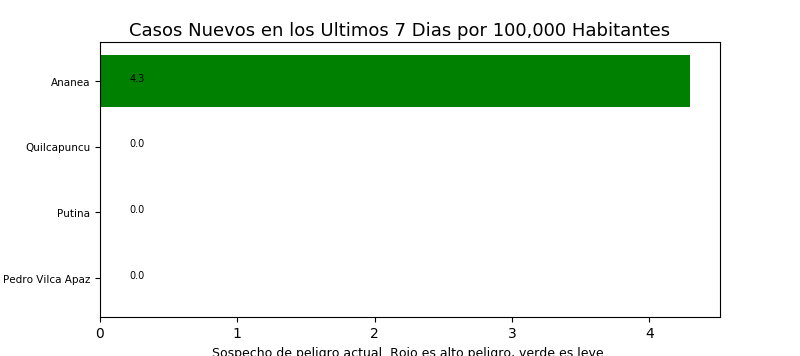 Casos Nuevos en los Ultimos 7 Dias por 100,000 Habitantes
Ananea
4.3
Quilcapuncu
0.0
Putina
0.0
Pedro Vilca Apaz
0.0
0 1 2 3 4
Sospecho de peligro actual. Rojo es alto peligro, verde es leve